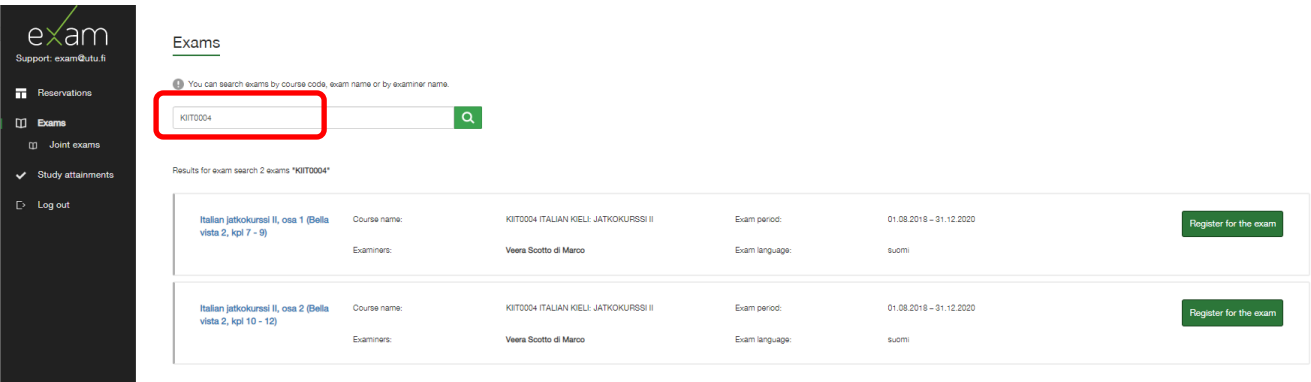 exam
Support: exam@utu.fi
Reservations
Exams
Joint exams
Study attainments
Log out
Exams
You can search exams by course code, exam name or by examiner name.
KIIT0004
Results for exam search 2 exams "KIIT0004"
Italian jatkokurssi II, osa 1 (Bella
vista 2, kpl 7 - 9)
Course name:
KIIT0004 ITALIAN KIELI: JATKOKURSSI II
Exam period:
01.08.2018 – 31.12.2020
Register for the exam
Examiners:
Veera Scotto di Marco
Exam language:
suomi
Italian jatkokurssi II, osa 2 (Bella
vista 2, kpl 10 - 12)
Course name:
KIIT0004 ITALIAN KIELI: JATKOKURSSI II
Exam period:
01.08.2018 – 31.12.2020
Register for the exam
Examiners:
Veera Scotto di Marco
Exam language:
suomi